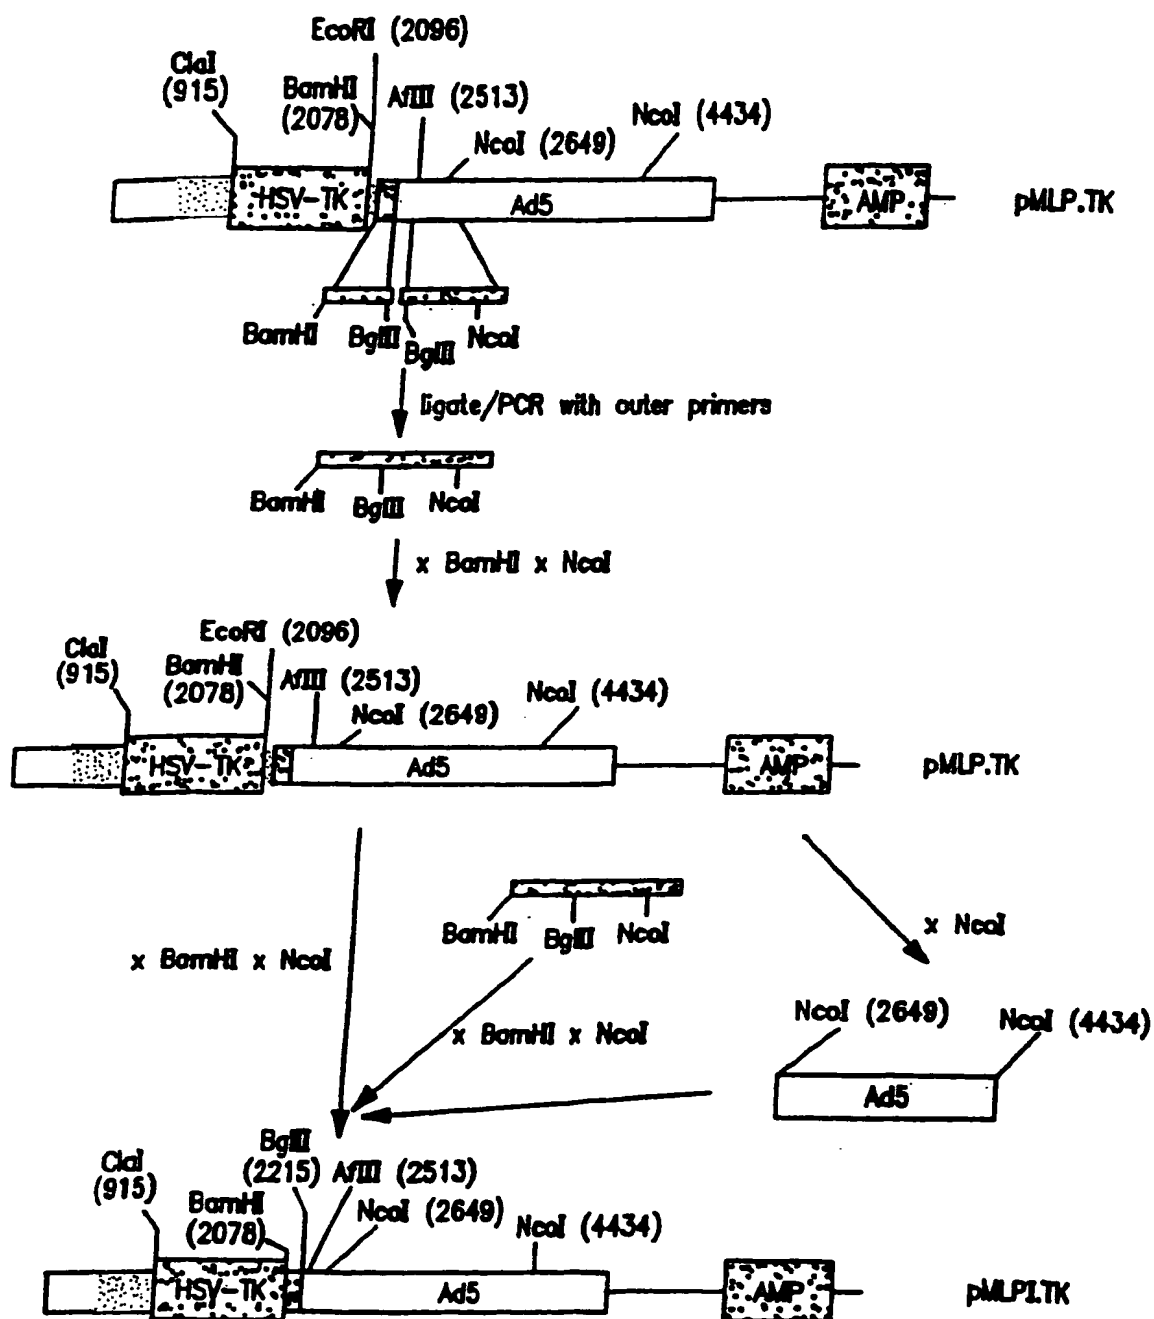 EcoRI (2096)
ClaI
(915)
BamHI
(2078)
AflII (2513)
NcoI (2649)
NcoI (4434)
HSV-TK
Ad5
AMP
pMLP.TK
BamHI
BglII
BglII
NcoI
ligate/PCR with outer primers
BamHI
BglII
NcoI
x BamHI x NcoI
EcoRI (2096)
ClaI
(915)
BamHI
(2078)
AflII (2513)
NcoI (2649)
NcoI (4434)
HSV-TK
Ad5
AMP
pMLP.TK
BamHI
BglII
NcoI
x NcoI
x BamHI x NcoI
x BamHI x NcoI
NcoI (2649)
NcoI (4434)
Ad5
BglII
(2215)
AflII (2513)
ClaI
(915)
BamHI
(2078)
NcoI (2649)
NcoI (4434)
HSV-TK
Ad5
AMP
pMLPI.TK